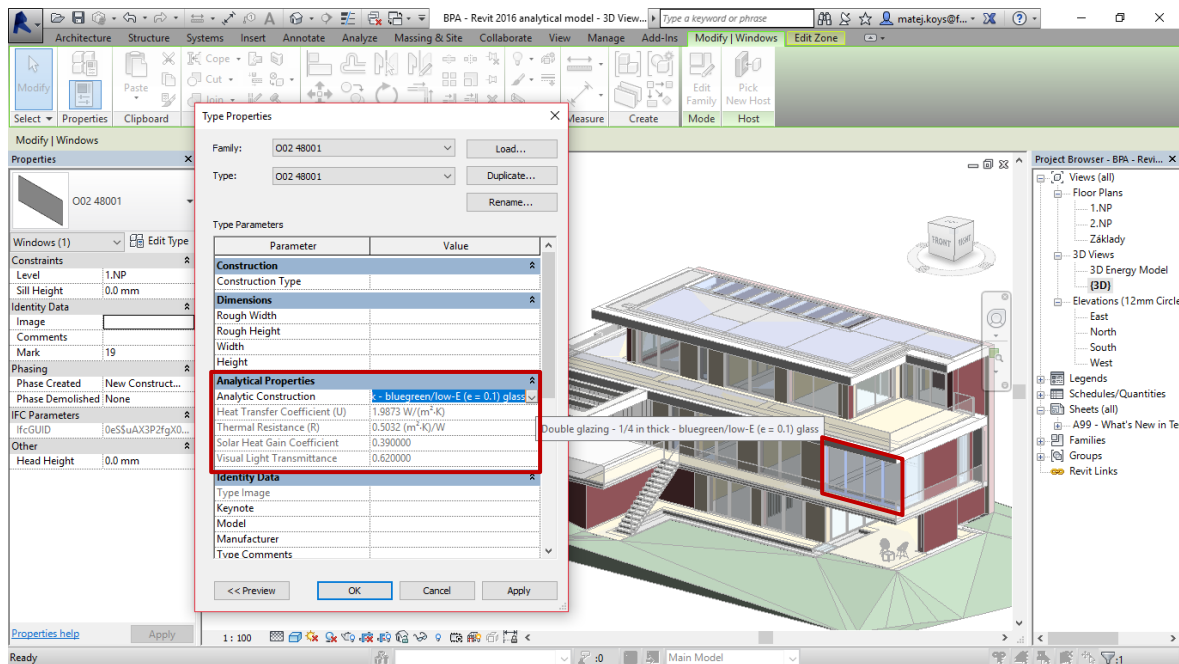 BPA - Revit 2016 analytical model - 3D View...
Type a keyword or phrase
matej.koys@f...
Architecture Structure Systems Insert Annotate Analyze Massing & Site Collaborate View Manage Add-Ins Modify | Windows Edit Zone
Modify
Paste
Cope
Cut
Join
Edit Family
Pick New Host
Select Properties Clipboard Measure Create Mode Host
Modify | Windows
Properties
O02 48001
Windows (1) Edit Type
Constraints
Level 1.NP
Sill Height 0.0 mm
Identity Data
Image
Comments
Mark 19
Phasing
Phase Created New Construct...
Phase Demolished None
IFC Parameters
IfcGUID 0eS$uAX3P2fgX0...
Other
Head Height 0.0 mm
Properties help Apply
Type Properties
Family: O02 48001 Load...
Type: O02 48001 Duplicate...
Rename...
Type Parameters
Parameter Value
Construction
Construction Type
Dimensions
Rough Width
Rough Height
Width
Height
Analytical Properties
Analytic Construction k - bluegreen/low-E (e = 0.1) glass
Heat Transfer Coefficient (U) 1.9873 W/(m²·K)
Thermal Resistance (R) 0.5032 (m²·K)/W
Solar Heat Gain Coefficient 0.390000
Visual Light Transmittance 0.620000
Identity Data
Type Image
Keynote
Model
Manufacturer
Type Comments
<< Preview OK Cancel Apply
Double glazing - 1/4 in thick - bluegreen/low-E (e = 0.1) glass
FRONT RIGHT
Project Browser - BPA - Revi...
Views (all)
Floor Plans
1.NP
2.NP
Základy
3D Views
3D Energy Model
{3D}
Elevations (12mm Circle
East
North
South
West
Legends
Schedules/Quantities
Sheets (all)
A99 - What's New in Te
Families
Groups
Revit Links
1 : 100
Ready
:0
Main Model
:1